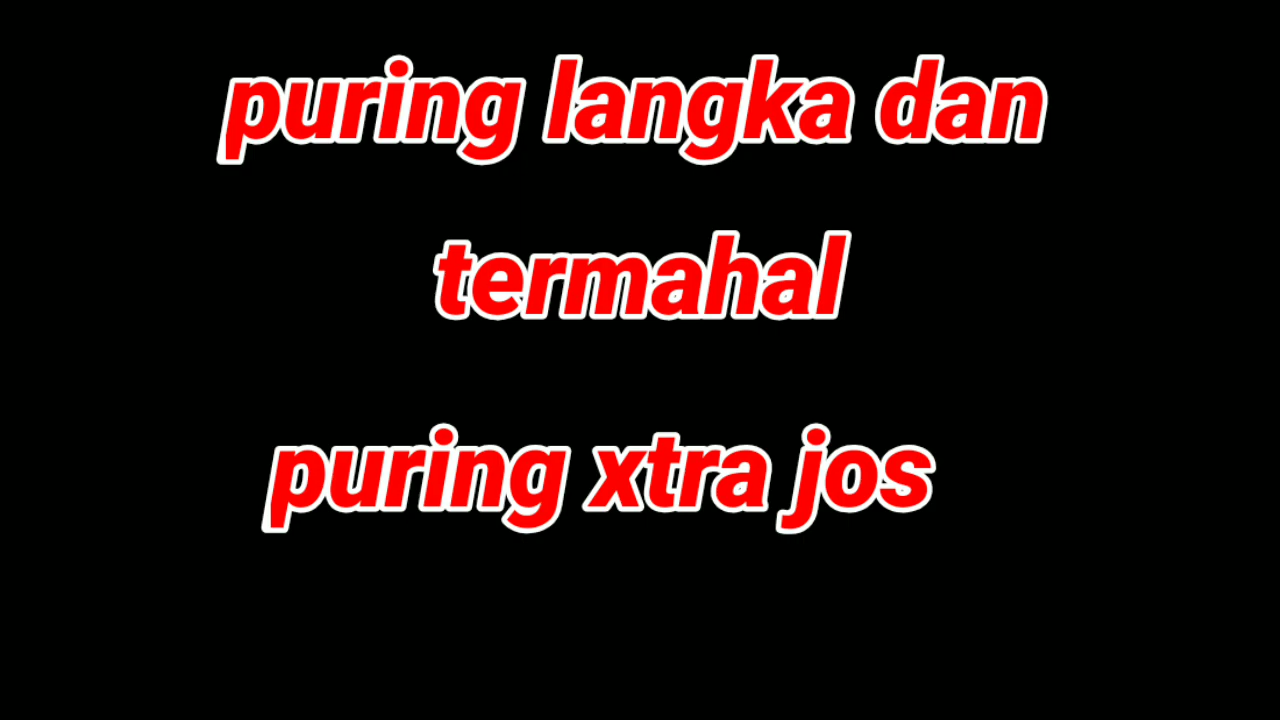 puring langka dan
termahal
puring xtra jos